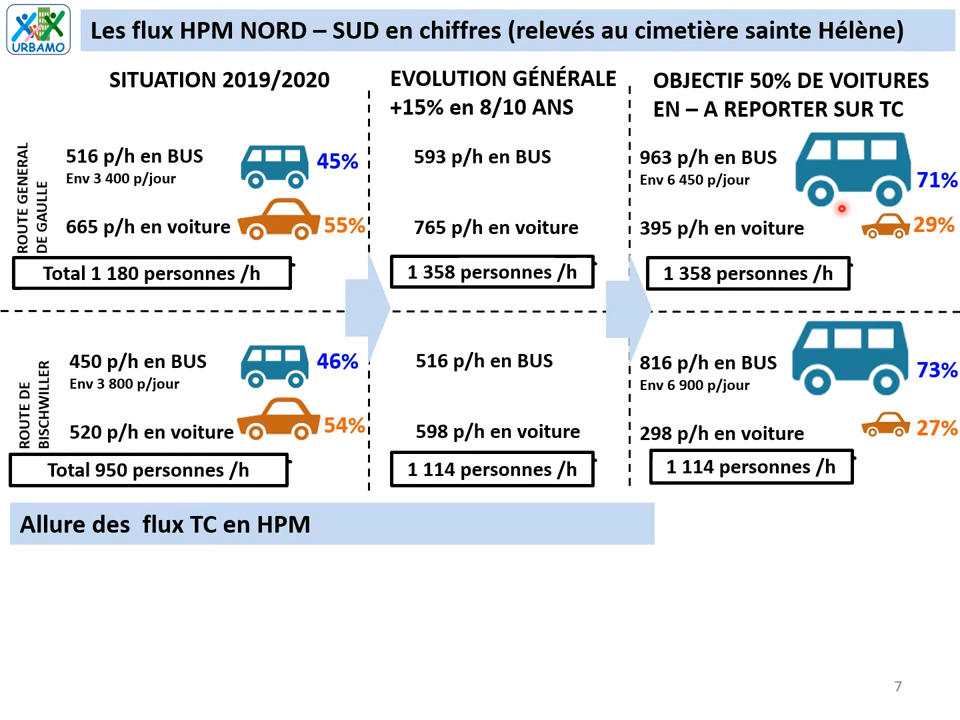 URBAMO
Les flux HPM NORD – SUD en chiffres (relevés au cimetière sainte Hélène)
SITUATION 2019/2020
EVOLUTION GÉNÉRALE
+15% en 8/10 ANS
OBJECTIF 50% DE VOITURES
EN – A REPORTER SUR TC
ROUTE GENERAL
DE GAULLE
516 p/h en BUS
Env 3 400 p/jour
45%
665 p/h en voiture
55%
Total 1 180 personnes /h
593 p/h en BUS
765 p/h en voiture
1 358 personnes /h
963 p/h en BUS
Env 6 450 p/jour
71%
395 p/h en voiture
29%
1 358 personnes /h
ROUTE DE
BISCHWILLER
450 p/h en BUS
Env 3 800 p/jour
46%
520 p/h en voiture
54%
Total 950 personnes /h
516 p/h en BUS
598 p/h en voiture
1 114 personnes /h
816 p/h en BUS
Env 6 900 p/jour
73%
298 p/h en voiture
27%
1 114 personnes /h
Allure des flux TC en HPM
7